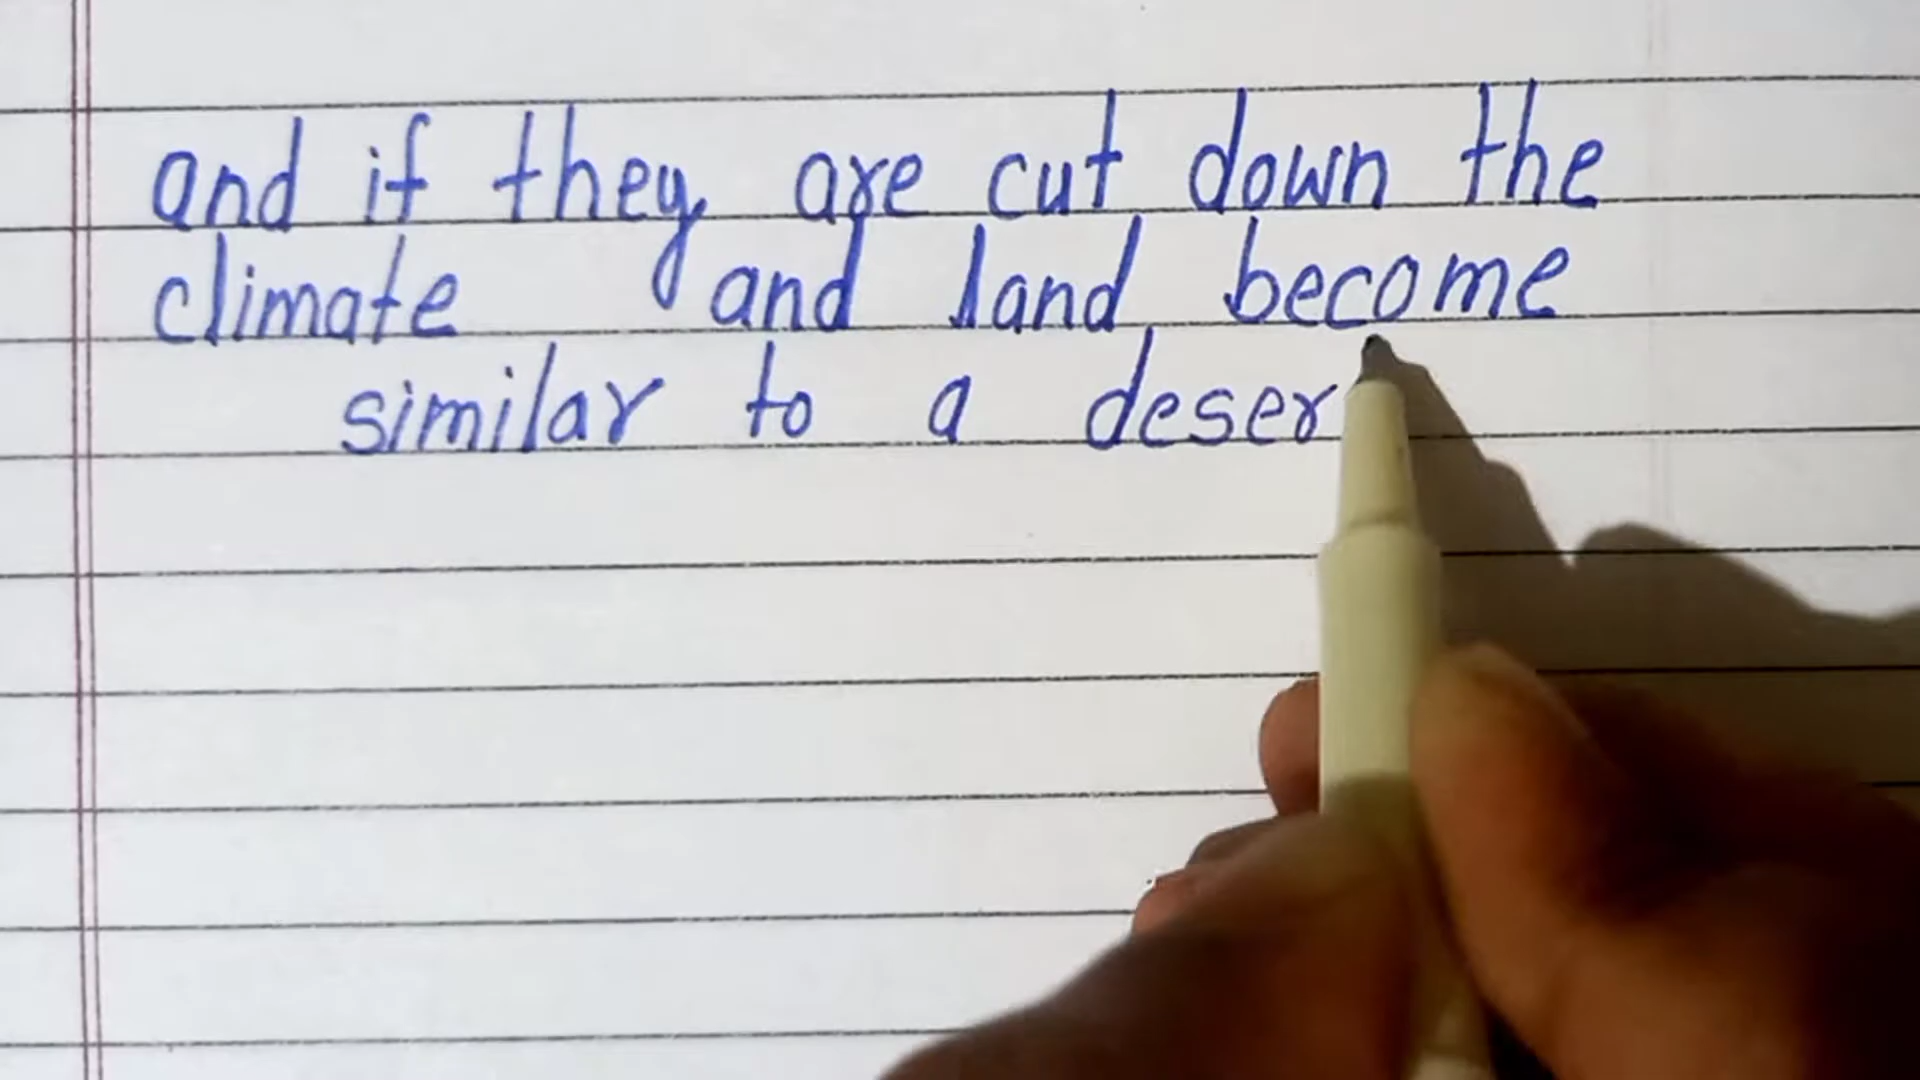 and if they are cut down the
climate and land become
similar to a deser